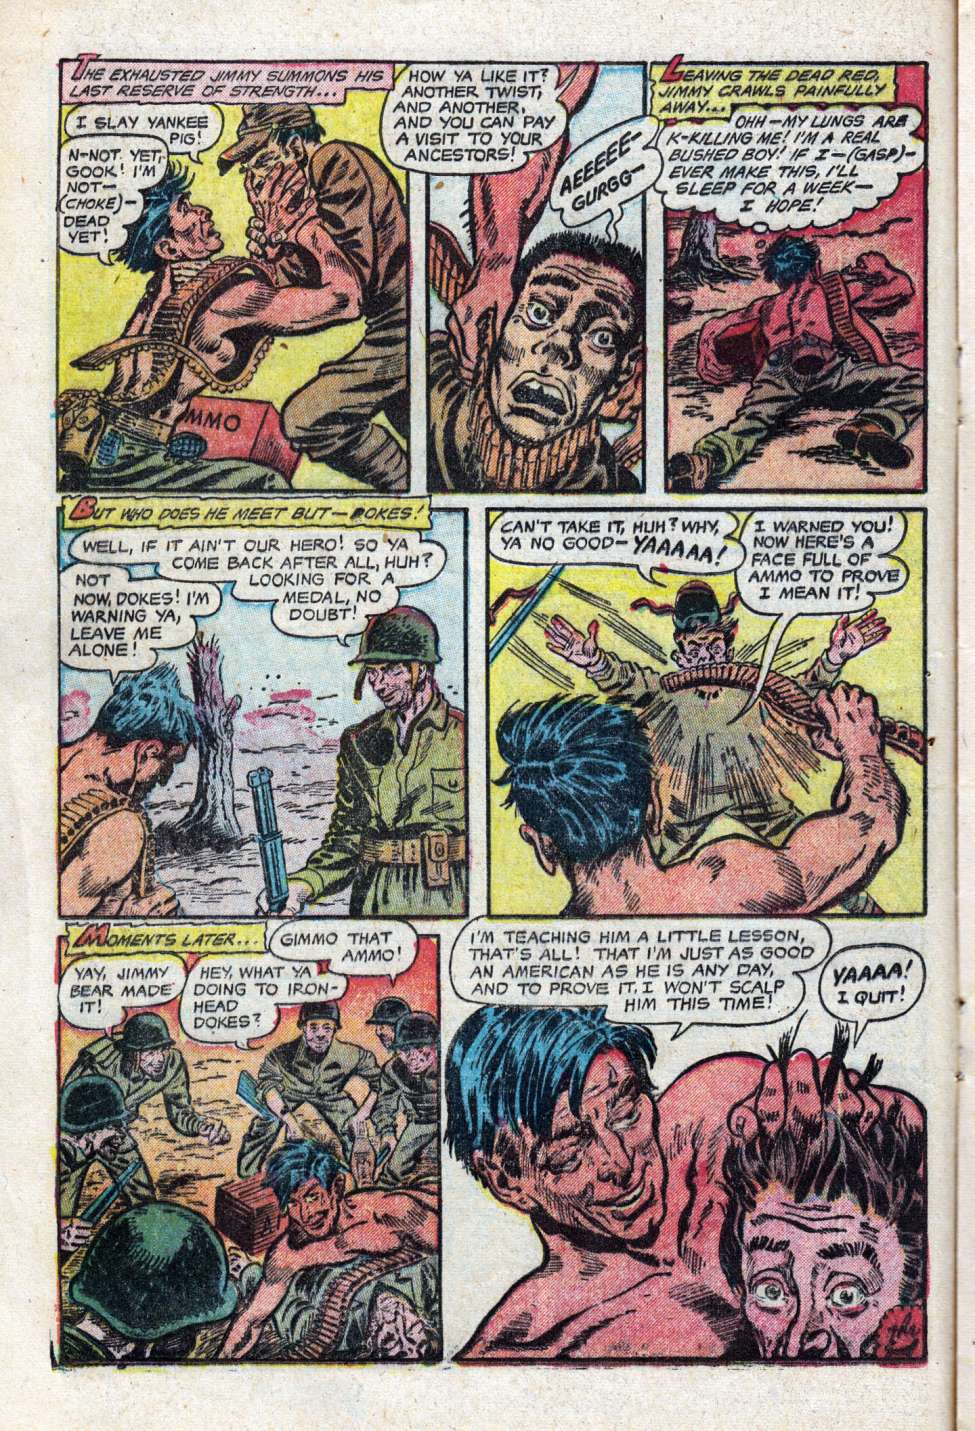 THE EXHAUSTED JIMMY SUMMONS HIS
LAST RESERVE OF STRENGTH...
I SLAY YANKEE
PIG!
N-NOT YET,
GOOK! I'M
NOT—
(CHOKE)—
DEAD
YET!
MMO
HOW YA LIKE IT?
ANOTHER TWIST,
AND ANOTHER,
AND YOU CAN PAY
A VISIT TO YOUR
ANCESTORS!
AEEEEE-
GURGG-
LEAVING THE DEAD RED,
JIMMY CRAWLS PAINFULLY
AWAY...
OHH—MY LUNGS ARE
K-KILLING ME! I'M A REAL
BUSHED BOY! IF I—(GASP)—
EVER MAKE THIS, I'LL
SLEEP FOR A WEEK—
I HOPE!
BUT WHO DOES HE MEET BUT—DOKES!
WELL, IF IT AIN'T OUR HERO! SO YA
COME BACK AFTER ALL, HUH?
LOOKING FOR A
MEDAL, NO
DOUBT!
NOT
NOW, DOKES! I'M
WARNING YA,
LEAVE ME
ALONE!
CAN'T TAKE IT, HUH? WHY,
YA NO GOOD—YAAAAA!
I WARNED YOU!
NOW HERE'S A
FACE FULL OF
AMMO TO PROVE
I MEAN IT!
MOMENTS LATER...
GIMMO THAT
AMMO!
YAY, JIMMY
BEAR MADE
IT!
HEY, WHAT YA
DOING TO IRON-
HEAD
DOKES?
I'M TEACHING HIM A LITTLE LESSON,
THAT'S ALL! THAT I'M JUST AS GOOD
AN AMERICAN AS HE IS ANY DAY,
AND TO PROVE IT, I WON'T SCALP
HIM THIS TIME!
YAAAA!
I QUIT!